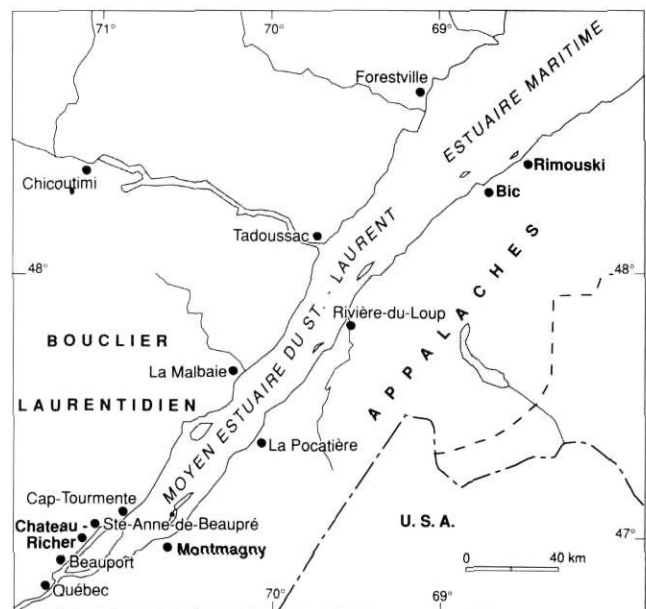 71°
70°
69°
Forestville
ESTUAIRE MARITIME
Rimouski
Chicoutimi
Bic
Tadoussac
48°
48°
MOYEN ESTUAIRE DU ST. - LAURENT
APPALACHES
Rivière-du-Loup
BOUCLIER
LAURENTIDIEN
La Malbaie
La Pocatière
Cap-Tourmente
Chateau -
Richer
Ste-Anne-de-Beaupré
Montmagny
Beauport
Québec
U.S.A.
47°
0 40 km
70°
69°